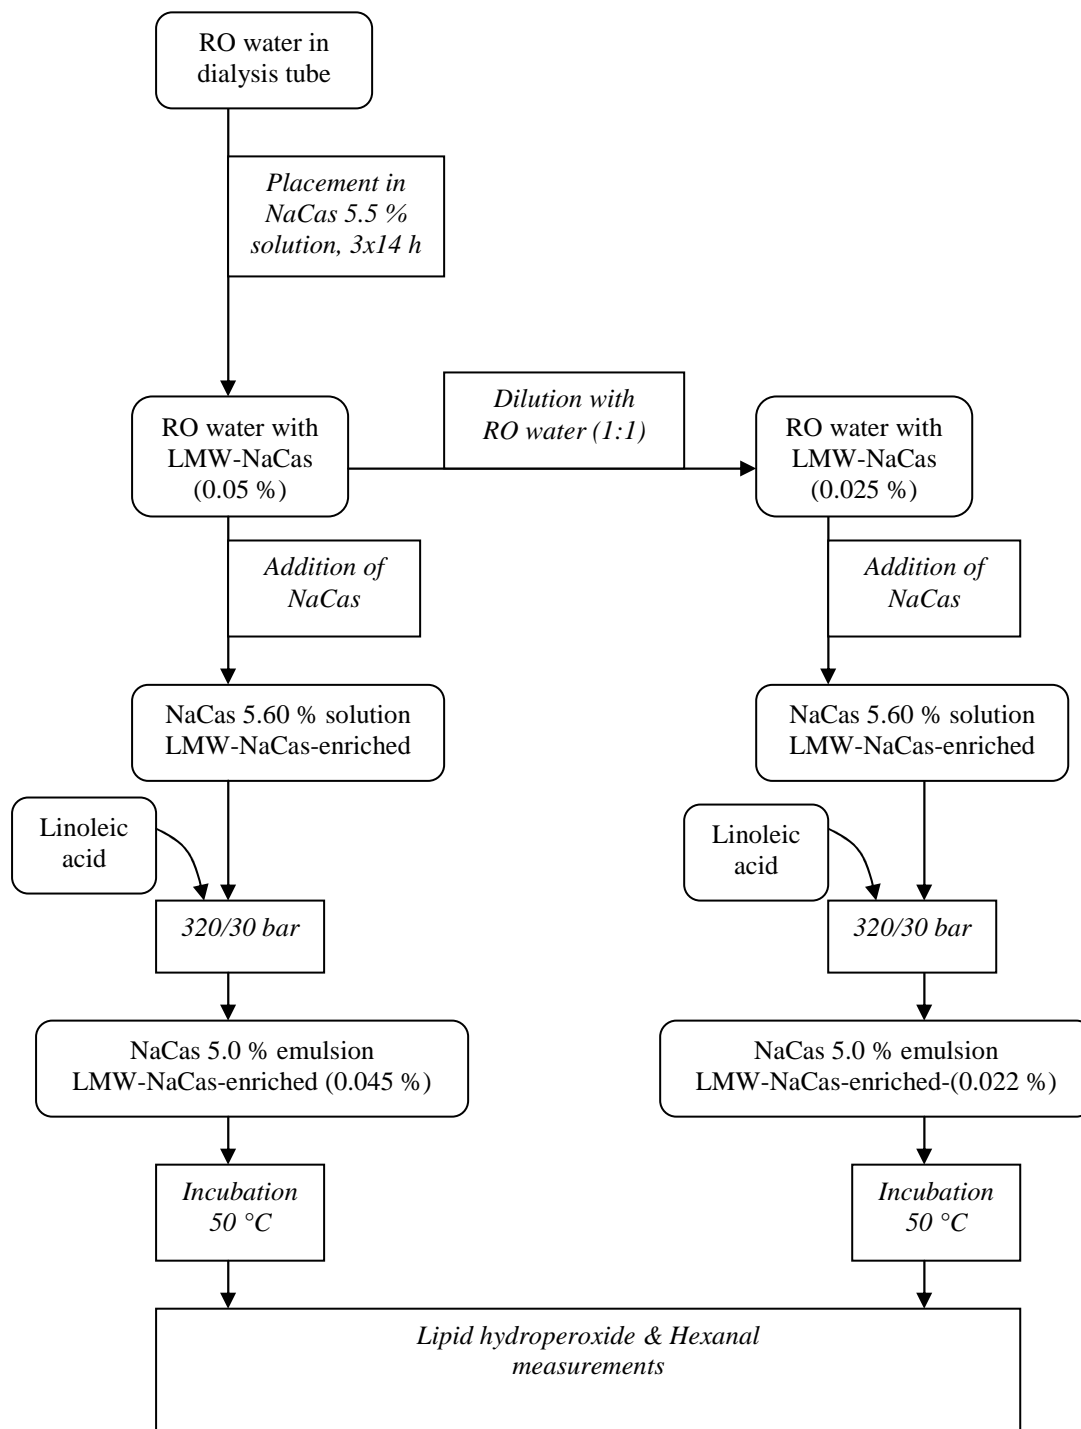 RO water in
dialysis tube
Placement in
NaCas 5.5 %
solution, 3x14 h
RO water with
LMW-NaCas
(0.05 %)
Dilution with
RO water (1:1)
RO water with
LMW-NaCas
(0.025 %)
Addition of
NaCas
Addition of
NaCas
NaCas 5.60 % solution
LMW-NaCas-enriched
NaCas 5.60 % solution
LMW-NaCas-enriched
Linoleic
acid
Linoleic
acid
320/30 bar
320/30 bar
NaCas 5.0 % emulsion
LMW-NaCas-enriched (0.045 %)
NaCas 5.0 % emulsion
LMW-NaCas-enriched-(0.022 %)
Incubation
50 °C
Incubation
50 °C
Lipid hydroperoxide & Hexanal
measurements